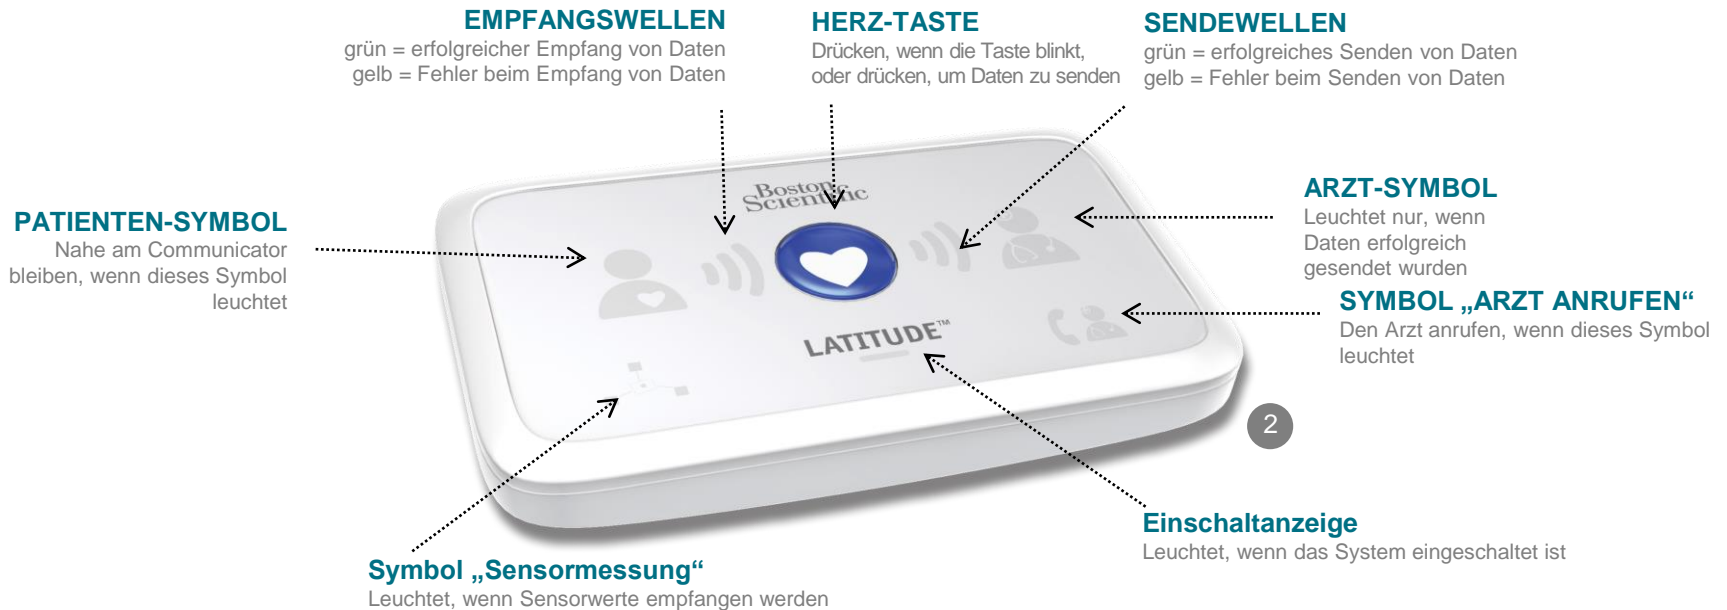 EMPFANGSWELLEN
grün = erfolgreicher Empfang von Daten
gelb = Fehler beim Empfang von Daten
HERZ-TASTE
Drücken, wenn die Taste blinkt,
oder drücken, um Daten zu senden
SENDEWELLEN
grün = erfolgreiches Senden von Daten
gelb = Fehler beim Senden von Daten
PATIENTEN-SYMBOL
Nahe am Communicator
bleiben, wenn dieses Symbol
leuchtet
Boston
Scientific
ARZT-SYMBOL
Leuchtet nur, wenn
Daten erfolgreich
gesendet wurden
SYMBOL „ARZT ANRUFEN“
Den Arzt anrufen, wenn dieses Symbol
leuchtet
LATITUDE™
2
Einschaltanzeige
Leuchtet, wenn das System eingeschaltet ist
Symbol „Sensormessung“
Leuchtet, wenn Sensorwerte empfangen werden